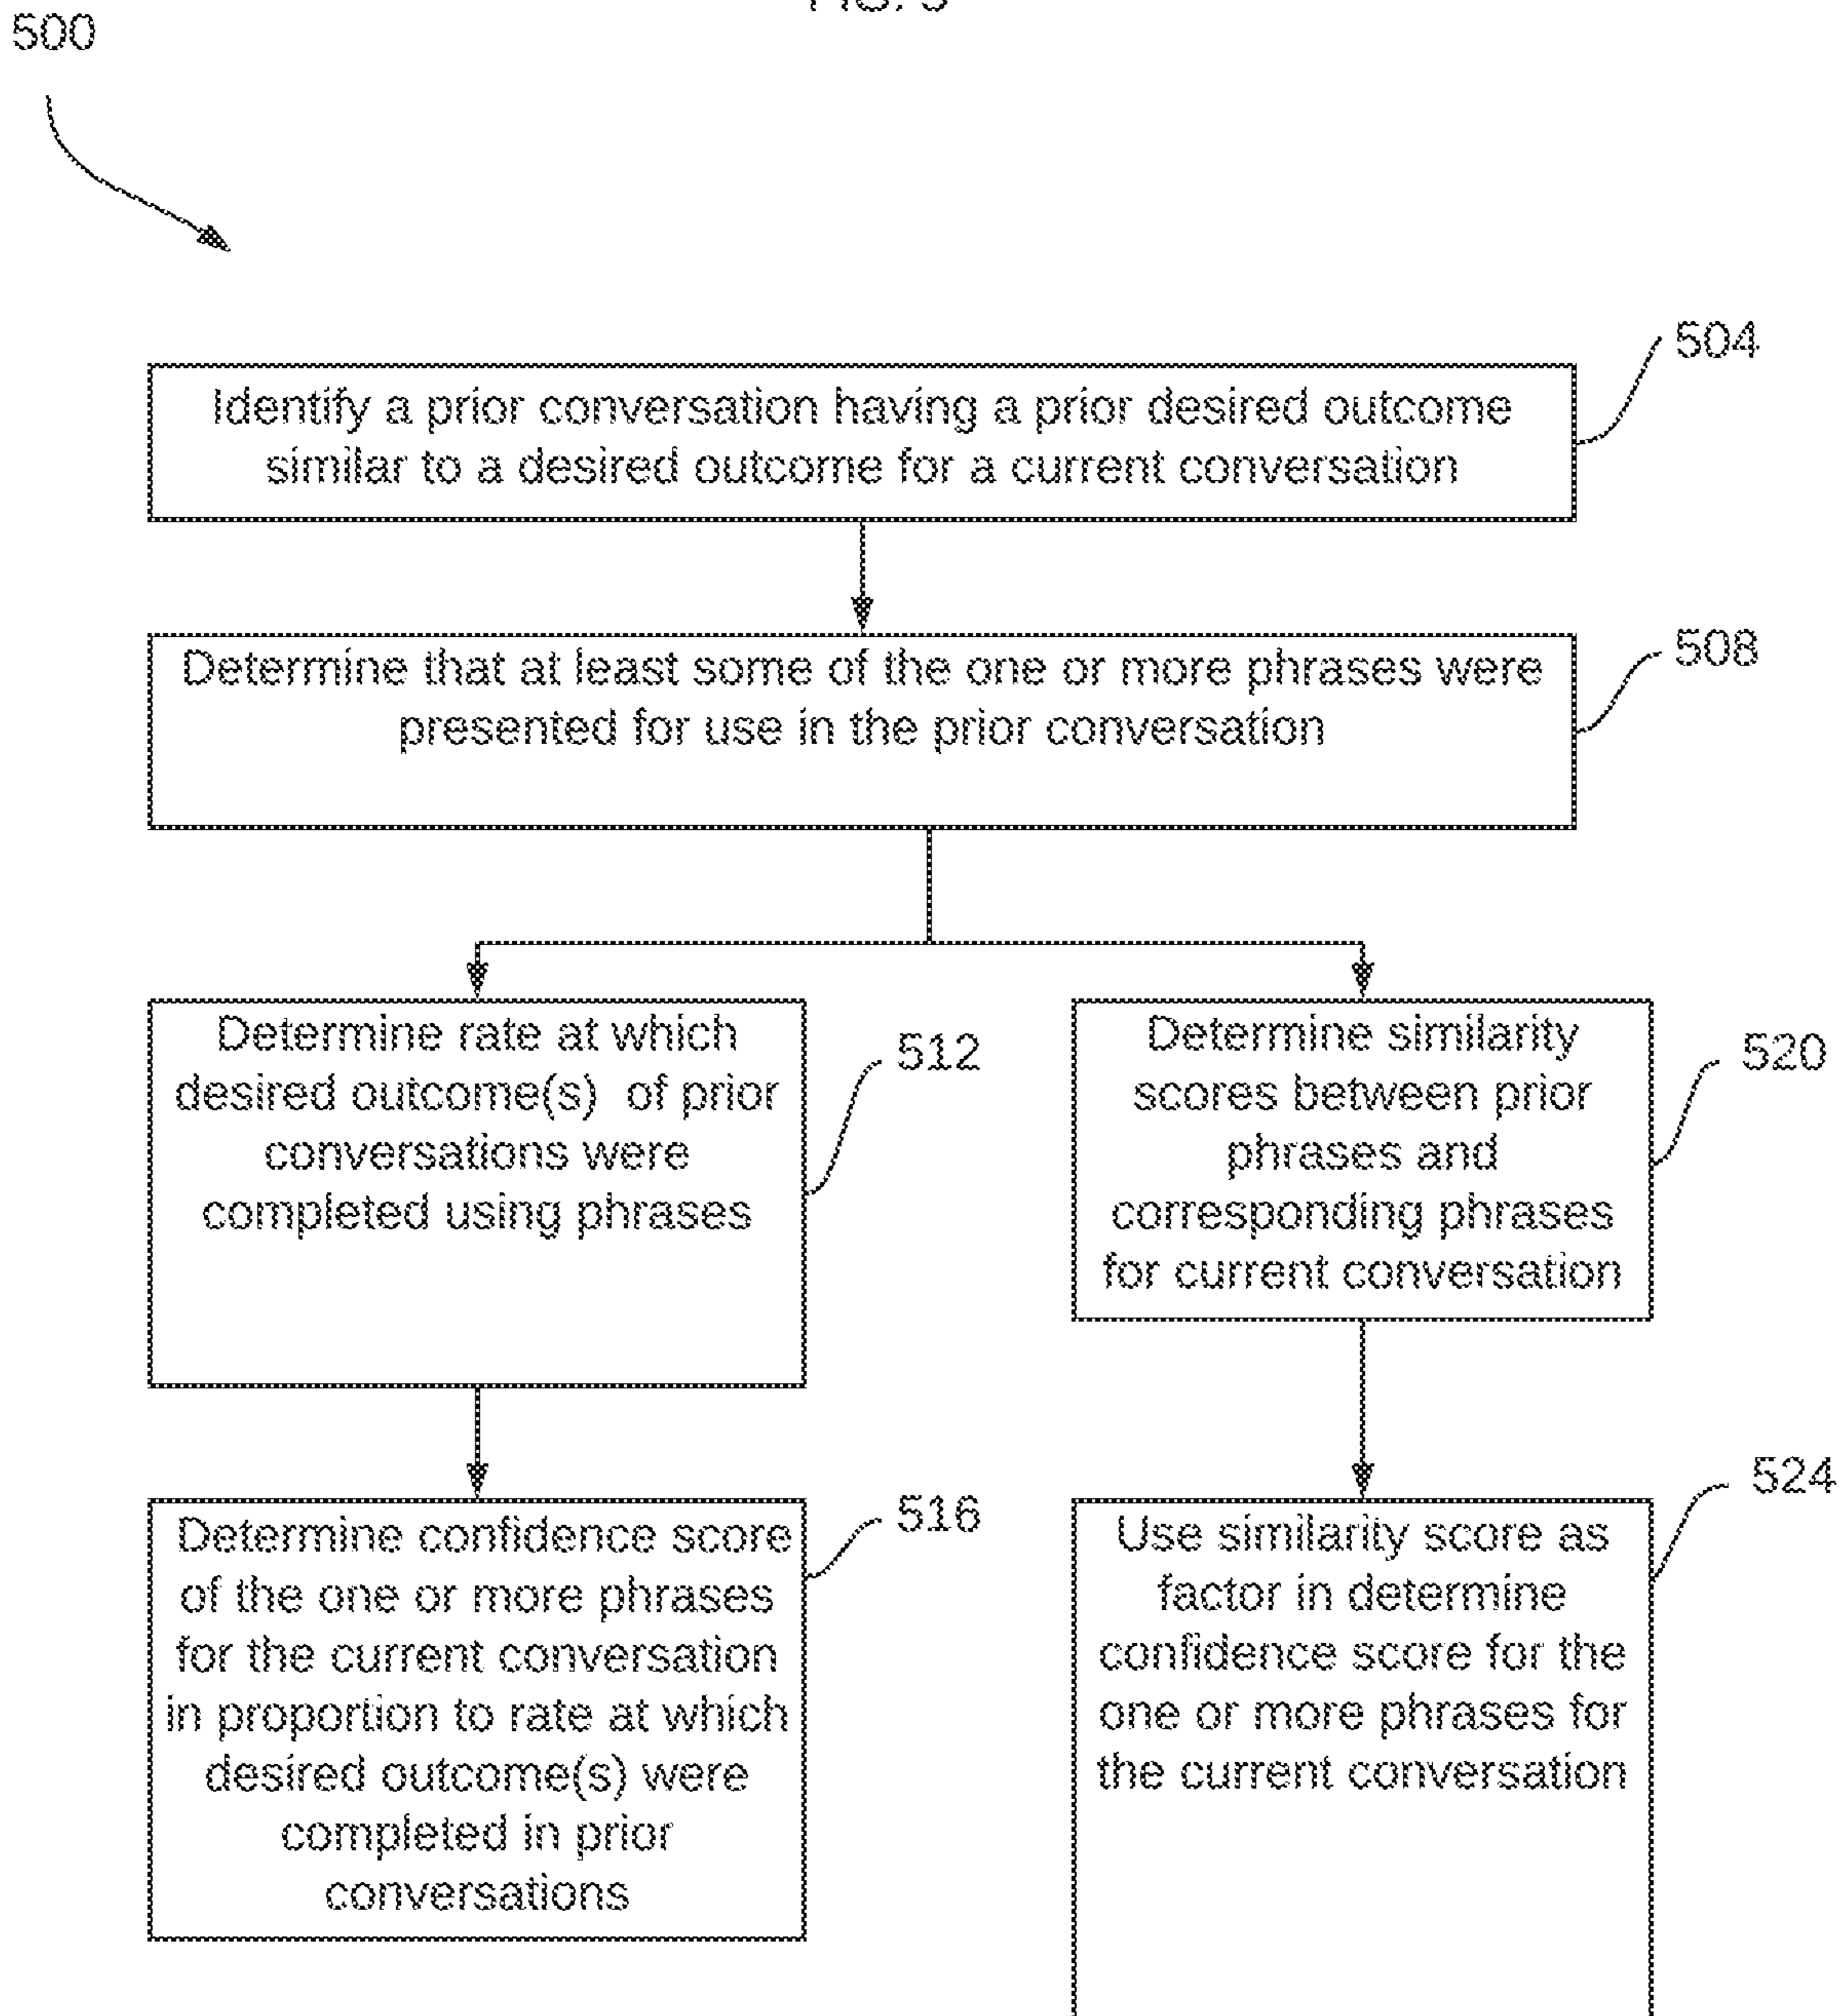 500
504
Identify a prior conversation having a prior desired outcome
similar to a desired outcome for a current conversation
508
Determine that at least some of the one or more phrases were
presented for use in the prior conversation
512
Determine rate at which
desired outcome(s) of prior
conversations were
completed using phrases
520
Determine similarity
scores between prior
phrases and
corresponding phrases
for current conversation
516
Determine confidence score
of the one or more phrases
for the current conversation
in proportion to rate at which
desired outcome(s) were
completed in prior
conversations
524
Use similarity score as
factor in determine
confidence score for the
one or more phrases for
the current conversation